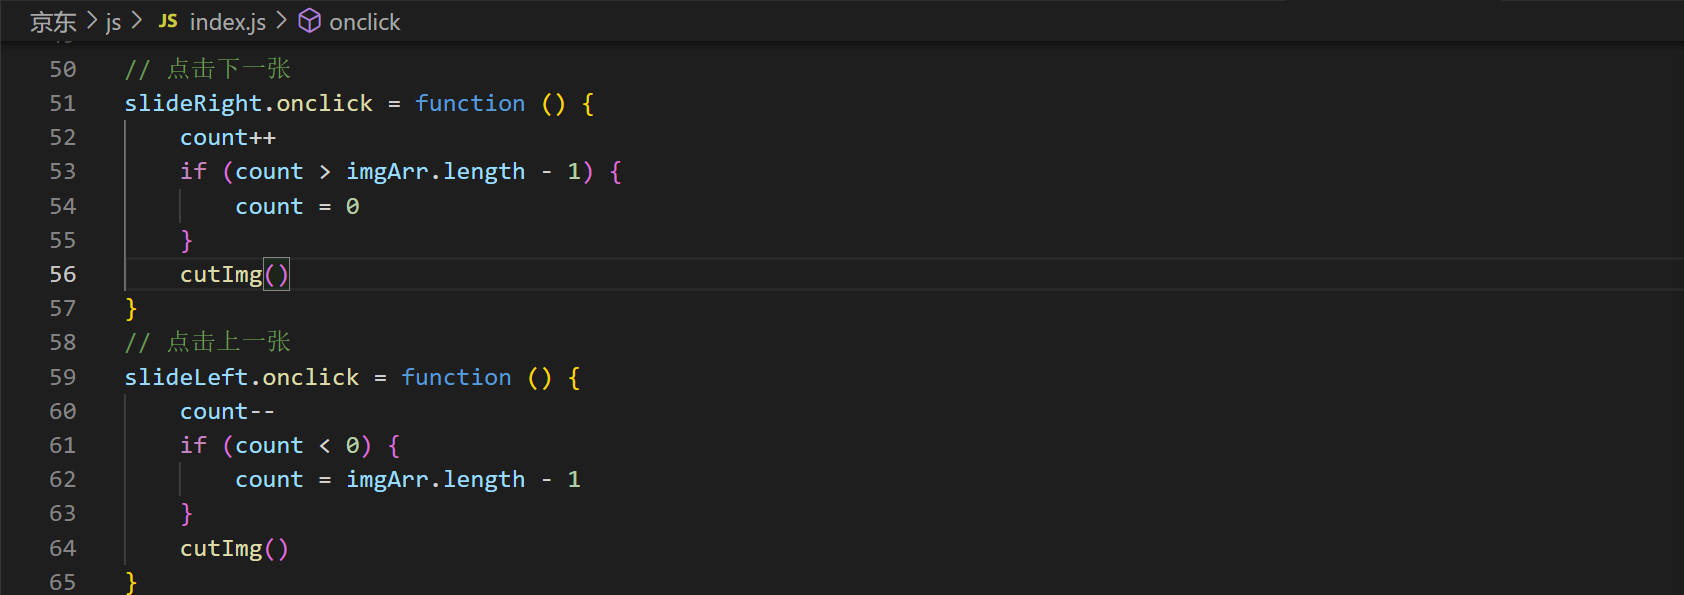 京东 > js > JS index.js > onclick
50 // 点击下一张
51 slideRight.onclick = function () {
52 count++
53 if (count > imgArr.length - 1) {
54 count = 0
55 }
56 cutImg()
57 }
58 // 点击上一张
59 slideLeft.onclick = function () {
60 count--
61 if (count < 0) {
62 count = imgArr.length - 1
63 }
64 cutImg()
65 }